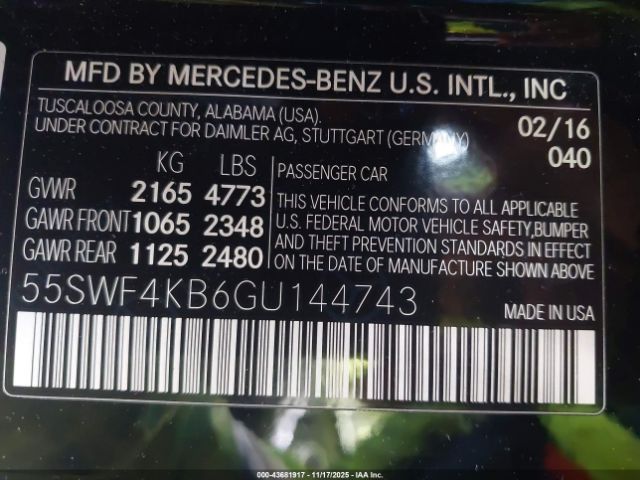 MFD BY MERCEDES-BENZ U.S. INTL., INC
TUSCALOOSA COUNTY, ALABAMA (USA).
UNDER CONTRACT FOR DAIMLER AG, STUTTGART (GERMANY)
02/16
040
KG LBS
GVWR 2165 4773
GAWR FRONT 1065 2348
GAWR REAR 1125 2480
PASSENGER CAR
THIS VEHICLE CONFORMS TO ALL APPLICABLE
U.S. FEDERAL MOTOR VEHICLE SAFETY,BUMPER
AND THEFT PREVENTION STANDARDS IN EFFECT
ON THE DATE OF MANUFACTURE SHOWN ABOVE.
55SWF4KB6GU144743
MADE IN USA
000-43681917 - 11/17/2025 - IAA Inc.